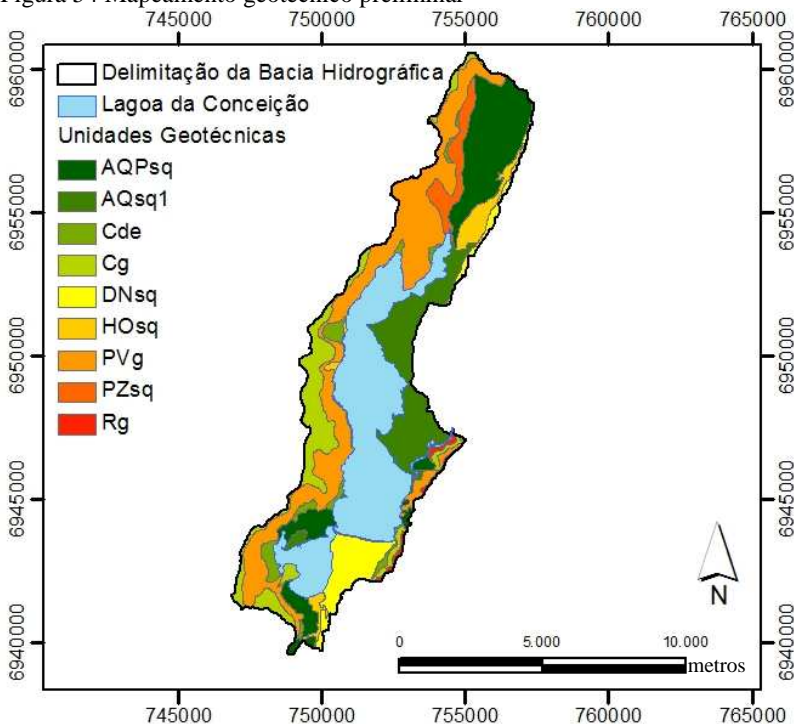 745000 750000 755000 760000 765000
Delimitação da Bacia Hidrográfica
Lagoa da Conceição
Unidades Geotécnicas
AQPsq
AQsq1
Cde
Cg
DNsq
HOsq
PVg
PZsq
Rg
6960000
6955000
6950000
6945000
6940000
6960000
6955000
6950000
6945000
6940000
N
0 5.000 10.000
metros
745000 750000 755000 760000 765000